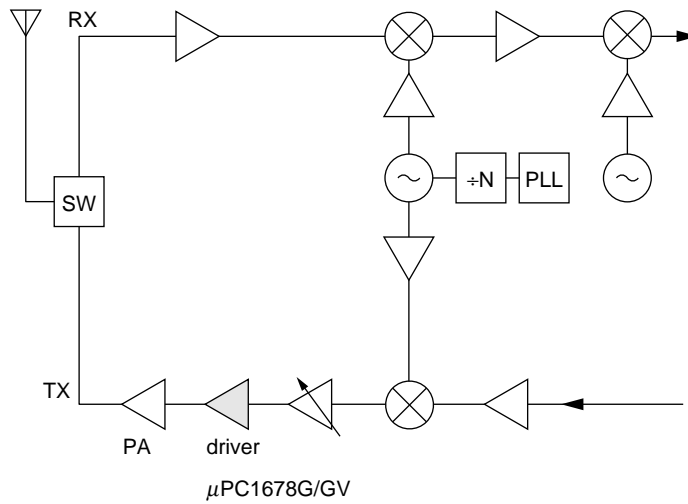 RX
÷N
PLL
SW
TX
PA
driver
μPC1678G/GV